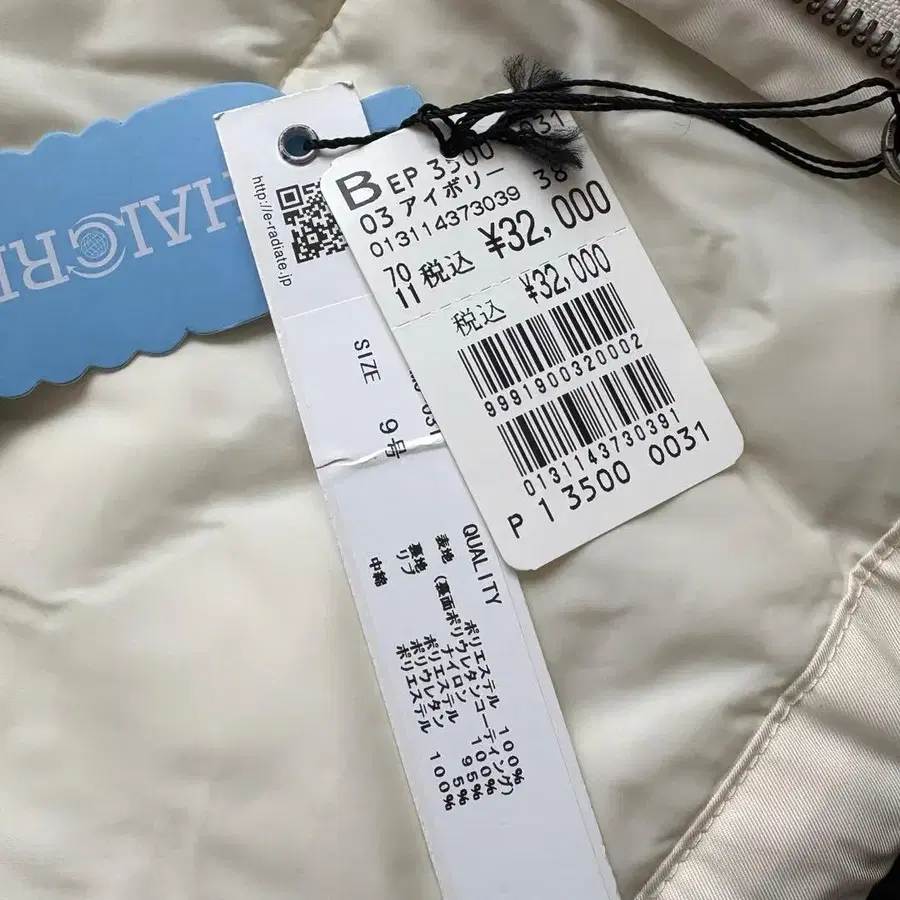 HAIGRI
http://e-radiate.jp
SIZE
9号
031
QUALITY
表地 ポリエステル 100%
(裏面ポリウレタンコーティング)
裏地 ナイロン 100%
リブ ポリエステル 95%
ポリウレタン 5%
中綿 ポリエステル 100%
B EP 3500 0031
03 アイボリー 38
013114373039
70
11 税込 ¥32,000
税込 ¥32,000
9991900320002
0131143730391
P 1 3500 0031